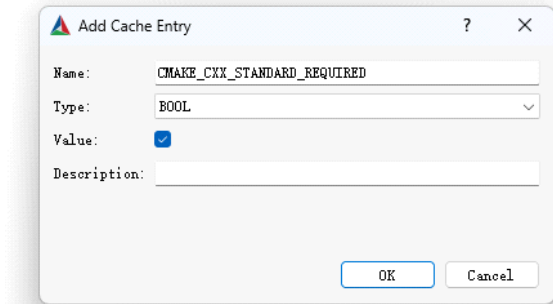 Add Cache Entry ?
Name: CMAKE_CXX_STANDARD_REQUIRED
Type: BOOL
Value:
Description:
OK Cancel